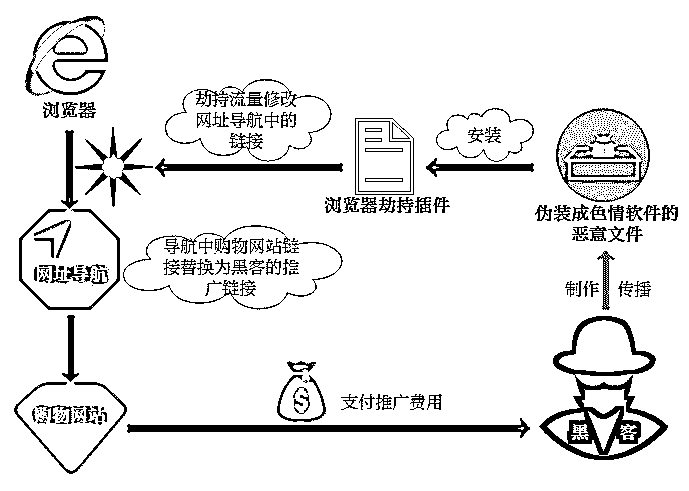 浏览器
劫持流量修改
网址导航中的
链接
安装
浏览器劫持插件
伪装成色情软件的
恶意文件
网址导航
导航中购物网站链
接替换为黑客的推
广链接
制作 传播
购物网站
$
支付推广费用
黑 客